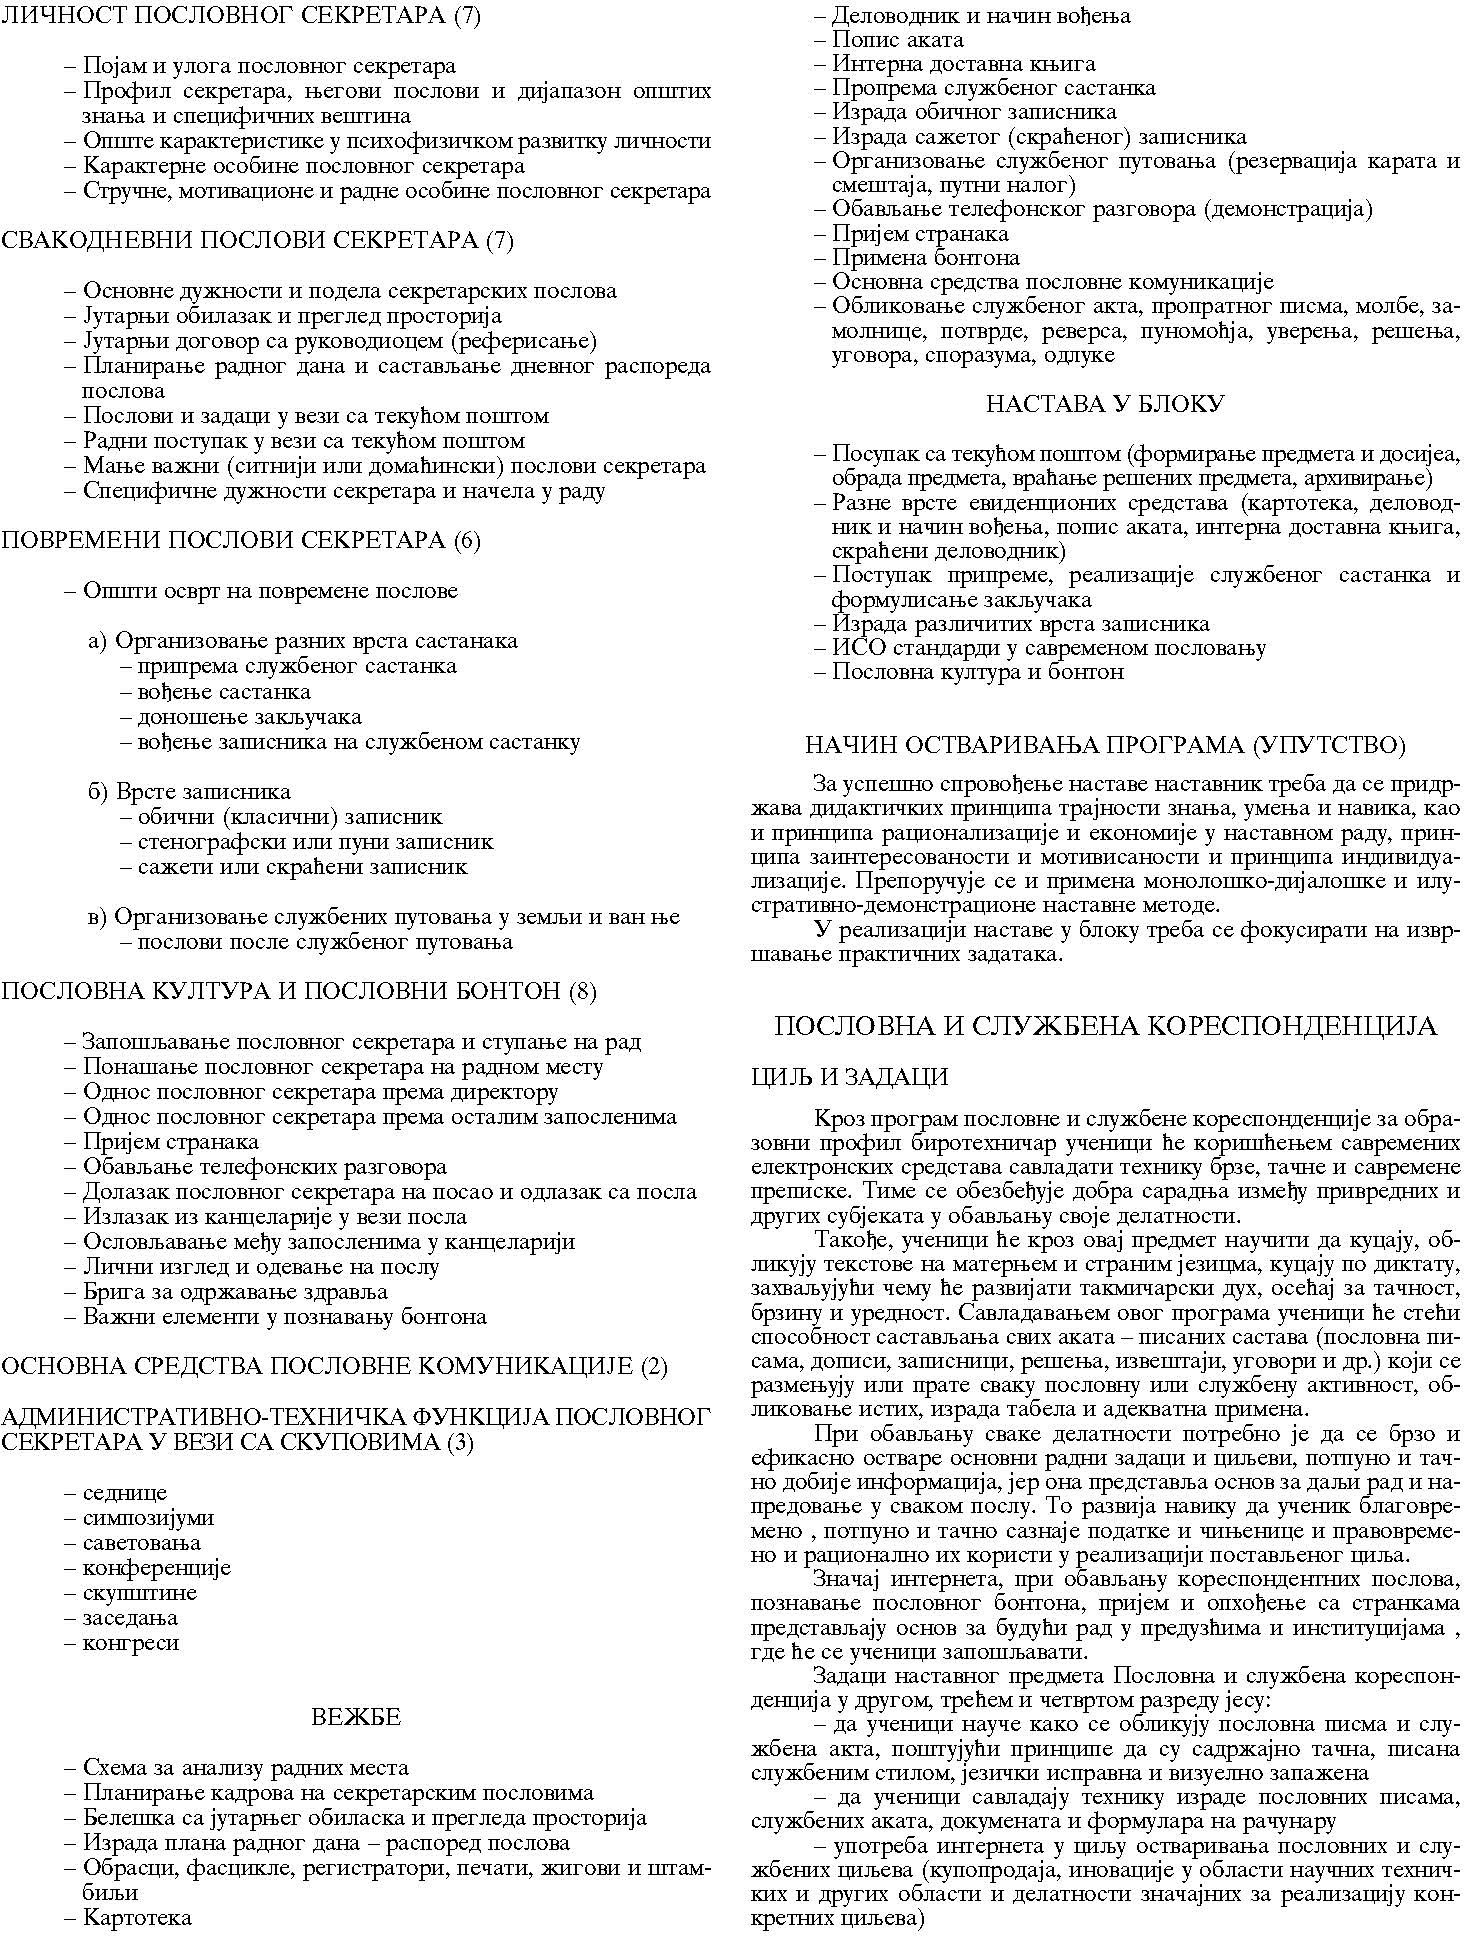 ЛИЧНОСТ ПОСЛОВНОГ СЕКРЕТАРА (7)
– Појам и улога пословног секретара
– Профил секретара, његови послови и дијапазон општих
знања и специфичних вештина
– Опште карактеристике у психофизичком развитку личности
– Карактерне особине пословног секретара
– Стручне, мотивационе и радне особине пословног секретара
СВАКОДНЕВНИ ПОСЛОВИ СЕКРЕТАРА (7)
– Основне дужности и подела секретарских послова
– Јутарњи обилазак и преглед просторија
– Јутарњи договор са руководиоцем (реферисање)
– Планирање радног дана и састављање дневног распореда
послова
– Послови и задаци у вези са текућом поштом
– Радни поступак у вези са текућом поштом
– Мање важни (ситнији или домаћински) послови секретара
– Специфичне дужности секретара и начела у раду
ПОВРЕМЕНИ ПОСЛОВИ СЕКРЕТАРА (6)
– Општи осврт на повремене послове
а) Организовање разних врста састанака
– припрема службеног састанка
– вођење састанка
– доношење закључака
– вођење записника на службеном састанку
б) Врсте записника
– обични (класични) записник
– стенографски или пуни записник
– сажети или скраћени записник
в) Организовање службених путовања у земљи и ван ње
– послови после службеног путовања
ПОСЛОВНА КУЛТУРА И ПОСЛОВНИ БОНТОН (8)
– Запошљавање пословног секретара и ступање на рад
– Понашање пословног секретара на радном месту
– Однос пословног секретара према директору
– Однос пословног секретара према осталим запосленима
– Пријем странака
– Обављање телефонских разговора
– Долазак пословног секретара на посао и одлазак са посла
– Излазак из канцеларије у вези посла
– Ословљавање међу запосленима у канцеларији
– Лични изглед и одевање на послу
– Брига за одржавање здравља
– Важни елементи у познавању бонтона
ОСНОВНА СРЕДСТВА ПОСЛОВНЕ КОМУНИКАЦИЈЕ (2)
АДМИНИСТРАТИВНО-ТЕХНИЧКА ФУНКЦИЈА ПОСЛОВНОГ
СЕКРЕТАРА У ВЕЗИ СА СКУПОВИМА (3)
– седнице
– симпозијуми
– саветовања
– конференције
– скупштине
– заседања
– конгреси
ВЕЖБЕ
– Схема за анализу радних места
– Планирање кадрова на секретарским пословима
– Белешка са јутарњег обиласка и прегледа просторија
– Израда плана радног дана – распоред послова
– Обрасци, фасцикле, регистратори, печати, жигови и штам-
биљи
– Картотека
– Деловодник и начин вођења
– Попис аката
– Интерна доставна књига
– Пропрема службеног састанка
– Израда обичног записника
– Израда сажетог (скраћеног) записника
– Организовање службеног путовања (резервација карата и
смештаја, путни налог)
– Обављање телефонског разговора (демонстрација)
– Пријем странака
– Примена бонтона
– Основна средства пословне комуникације
– Обликовање службеног акта, пропратног писма, молбе, за-
молнице, потврде, реверса, пуномоћја, уверења, решења,
уговора, споразума, одлуке
НАСТАВА У БЛОКУ
– Посупак са текућом поштом (формирање предмета и досијеа,
обрада предмета, враћање решених предмета, архивирање)
– Разне врсте евиденционих средстава (картотека, деловод-
ник и начин вођења, попис аката, интерна доставна књига,
скраћени деловодник)
– Поступак припреме, реализације службеног састанка и
формулисање закључака
– Израда различитих врста записника
– ИСО стандарди у савременом пословању
– Пословна култура и бонтон
НАЧИН ОСТВАРИВАЊА ПРОГРАМА (УПУТСТВО)
За успешно спровођење наставе наставник треба да се придр-
жава дидактичких принципа трајности знања, умења и навика, као
и принципа рационализације и економије у наставном раду, прин-
ципа заинтересованости и мотивисаности и принципа индивидуа-
лизације. Препоручује се и примена монолошко-дијалошке и илу-
стративно-демонстрационе наставне методе.
У реализацији наставе у блоку треба се фокусирати на извр-
шавање практичних задатака.
ПОСЛОВНА И СЛУЖБЕНА КОРЕСПОНДЕНЦИЈА
ЦИЉ И ЗАДАЦИ
Кроз програм пословне и службене кореспонденције за обра-
зовни профил биротехничар ученици ће коришћењем савремених
електронских средстава савладати технику брзе, тачне и савремене
преписке. Тиме се обезбеђује добра сарадња између привредних и
других субјеката у обављању своје делатности.
Такође, ученици ће кроз овај предмет научити да куцају, об-
ликују текстове на матерњем и страним језицма, куцају по диктату,
захваљујући чему ће развијати такмичарски дух, осећај за тачност,
брзину и уредност. Савладавањем овог програма ученици ће стећи
способност састављања свих аката – писаних састава (пословна пи-
сама, дописи, записници, решења, извештаји, уговори и др.) који се
размењују или прате сваку пословну или службену активност, об-
ликовање истих, израда табела и адекватна примена.
При обављању сваке делатности потребно је да се брзо и
ефикасно остваре основни радни задаци и циљеви, потпуно и тач-
но добије информација, јер она представља основ за даљи рад и на-
предовање у сваком послу. То развија навику да ученик благовре-
мено , потпуно и тачно сазнаје податке и чињенице и правовреме-
но и рационално их користи у реализацији постављеног циља.
Значај интернета, при обављању кореспондентних послова,
познавање пословног бонтона, пријем и опхођење са странкама
представљају основ за будући рад у предузћима и институцијама ,
где ће се ученици запошљавати.
Задаци наставног предмета Пословна и службена кореспон-
денција у другом, трећем и четвртом разреду јесу:
– да ученици науче како се обликују пословна писма и слу-
жбена акта, поштујући принципе да су садржајно тачна, писана
службеним стилом, језички исправна и визуелно запажена
– да ученици савладају технику израде пословних писама,
службених аката, документа и формулара на рачунару
– употреба интернета у циљу остваривања пословних и слу-
жбених циљева (купопродаја, иновације у области научних технич-
ких и других области и делатности значајних за реализацију кон-
кретних циљева)